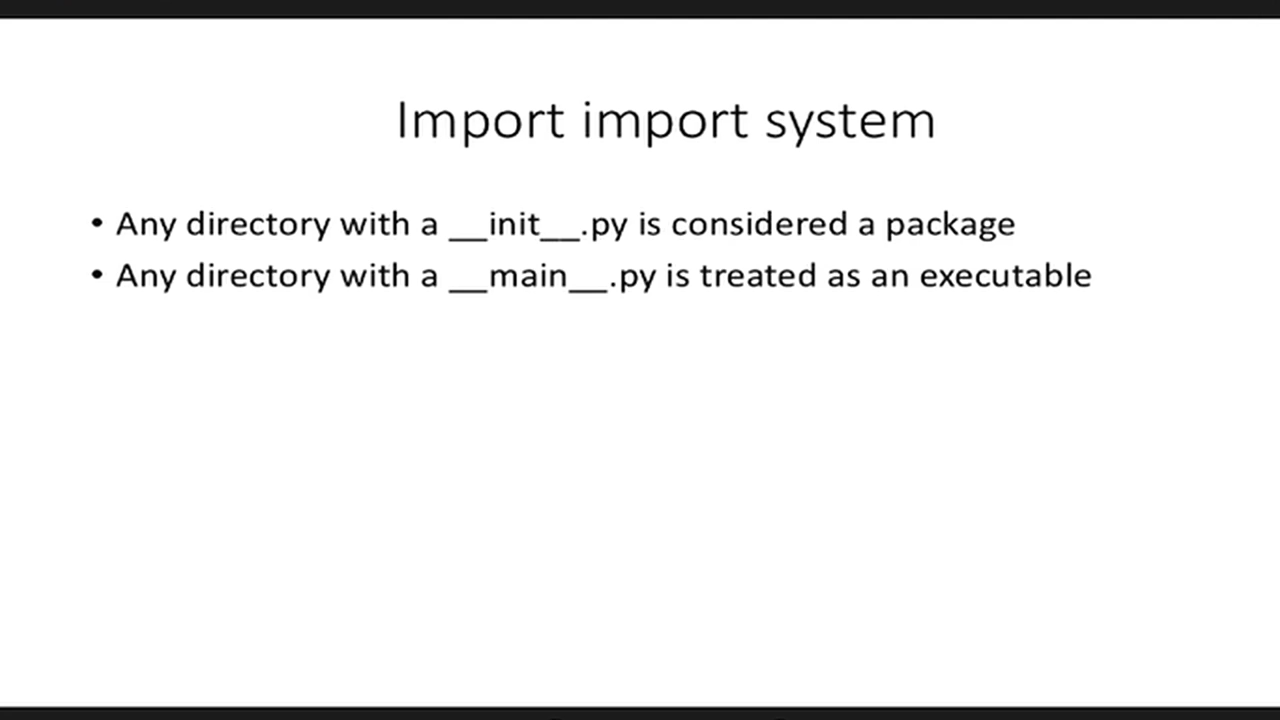 Import import system
• Any directory with a __init__.py is considered a package
• Any directory with a __main__.py is treated as an executable